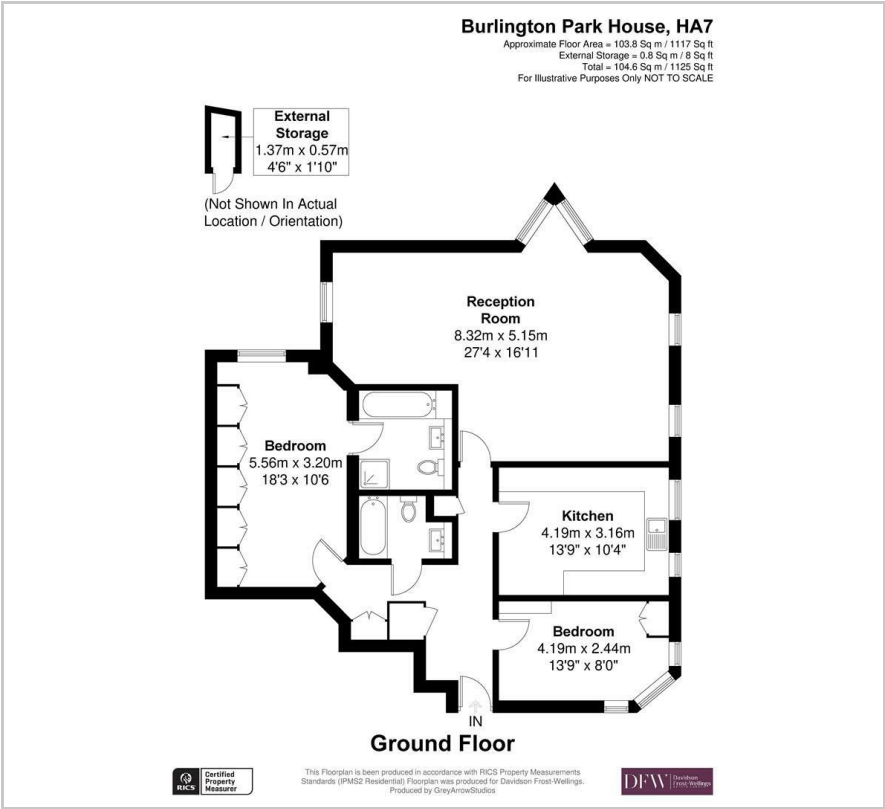 Burlington Park House, HA7
Approximate Floor Area = 103.8 Sq m / 1117 Sq ft
External Storage = 0.8 Sq m / 8 Sq ft
Total = 104.6 Sq m / 1125 Sq ft
For Illustrative Purposes Only NOT TO SCALE
External
Storage
1.37m x 0.57m
4'6" x 1'10"
(Not Shown In Actual
Location / Orientation)
Reception
Room
8.32m x 5.15m
27'4 x 16'11
Bedroom
5.56m x 3.20m
18'3 x 10'6
Kitchen
4.19m x 3.16m
13'9" x 10'4"
Bedroom
4.19m x 2.44m
13'9" x 8'0"
IN
Ground Floor
RICS
Certified
Property
Measurer
This Floorplan is been produced in accordance with RICS Property Measurements
Standards (IPMS2 Residential) Floorplan was produced for Davidson Frost-Wellings.
Produced by GreyArrowStudios
DFW
Davidson
Frost-Wellings